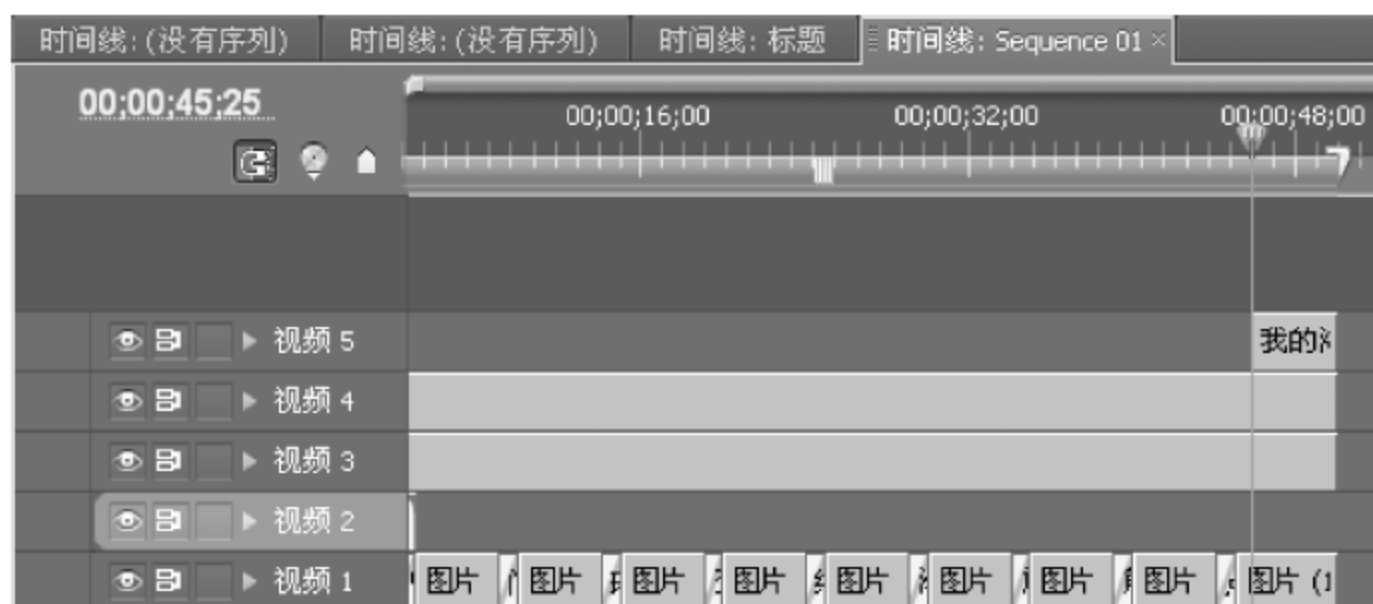 时间线: (没有序列) 时间线: (没有序列) 时间线: 标题 时间线: Sequence 01 ×
00;00;45;25 00;00;16;00 00;00;32;00 00;00;48;00
视频 5 我的
视频 4
视频 3
视频 2
视频 1 图片 图片 图片 图片 图片 图片 图片 图片 图片 (1